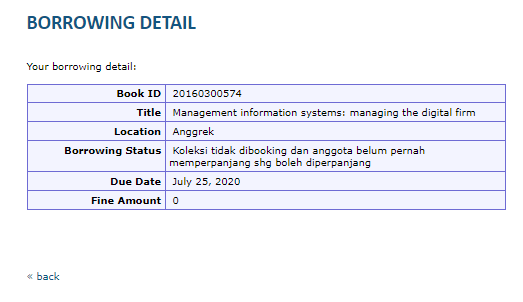 BORROWING DETAIL
Your borrowing detail:
Book ID 20160300574
Title Management information systems: managing the digital firm
Location Anggrek
Borrowing Status Koleksi tidak dibooking dan anggota belum pernah
memperpanjang shg boleh diperpanjang
Due Date July 25, 2020
Fine Amount 0
« back